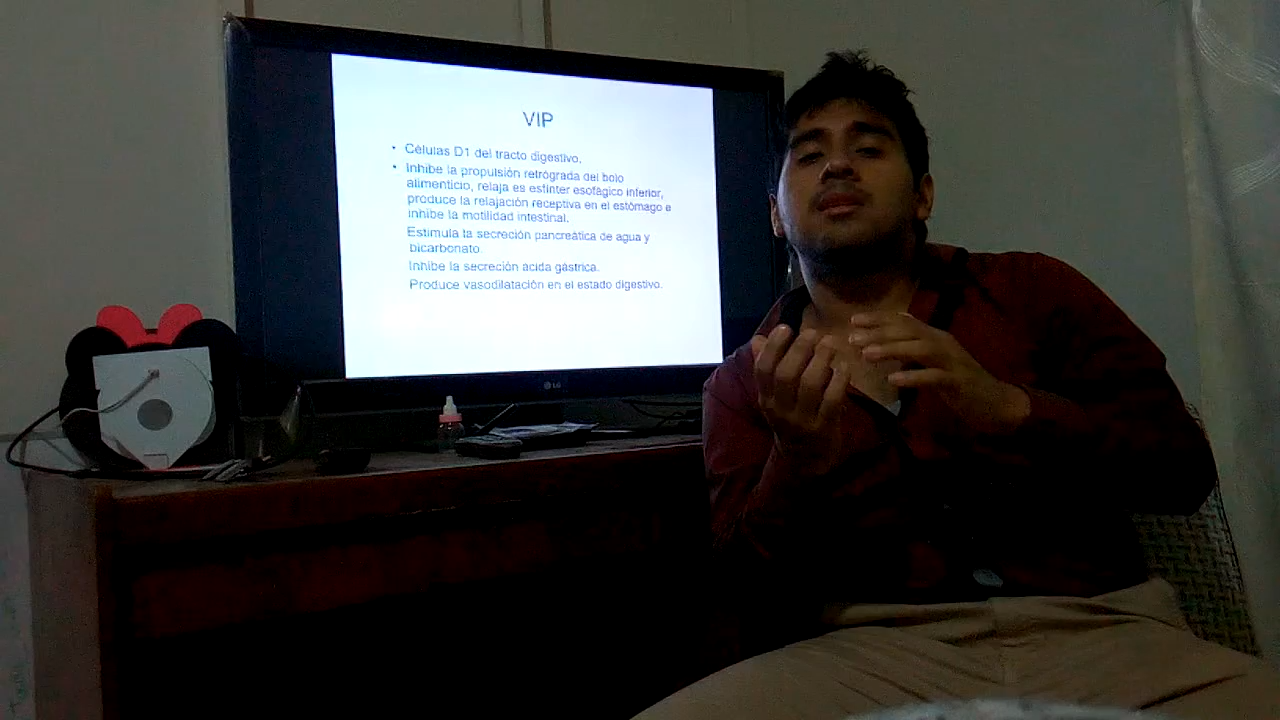 VIP
• Células D1 del tracto digestivo.
• Inhibe la propulsión retrógrada del bolo
alimenticio, relaja es esfínter esofágico inferior,
produce la relajación receptiva en el estómago e
inhibe la motilidad intestinal.
Estimula la secreción pancreática de agua y
bicarbonato.
Inhibe la secreción ácida gástrica.
Produce vasodilatación en el estado digestivo.
LG